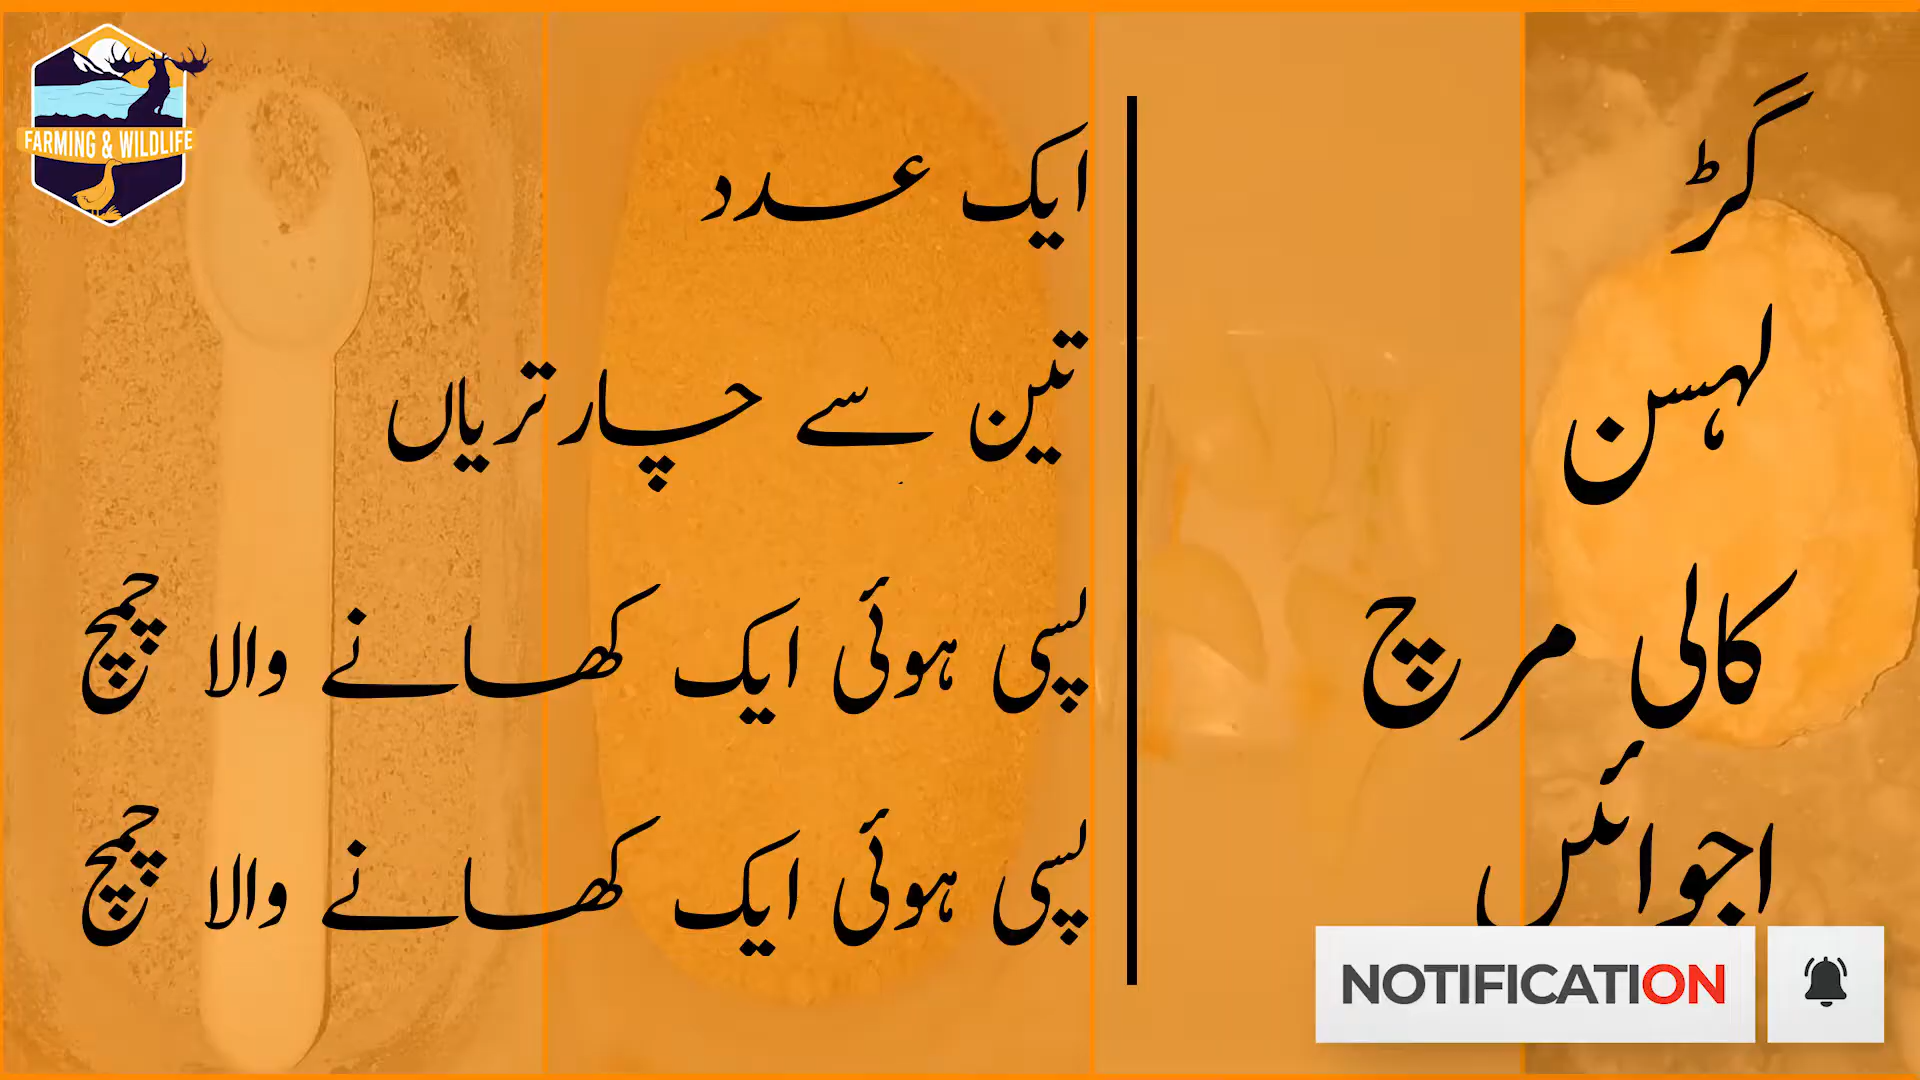 FARMING & WILDLIFE
گڑ
ایک عدد
لہسن
تین سے چار تریاں
کالی مرچ
پسی ہوئی ایک کھانے والا چمچ
اجوائں
پسی ہوئی ایک کھانے والا چمچ
NOTIFICATION